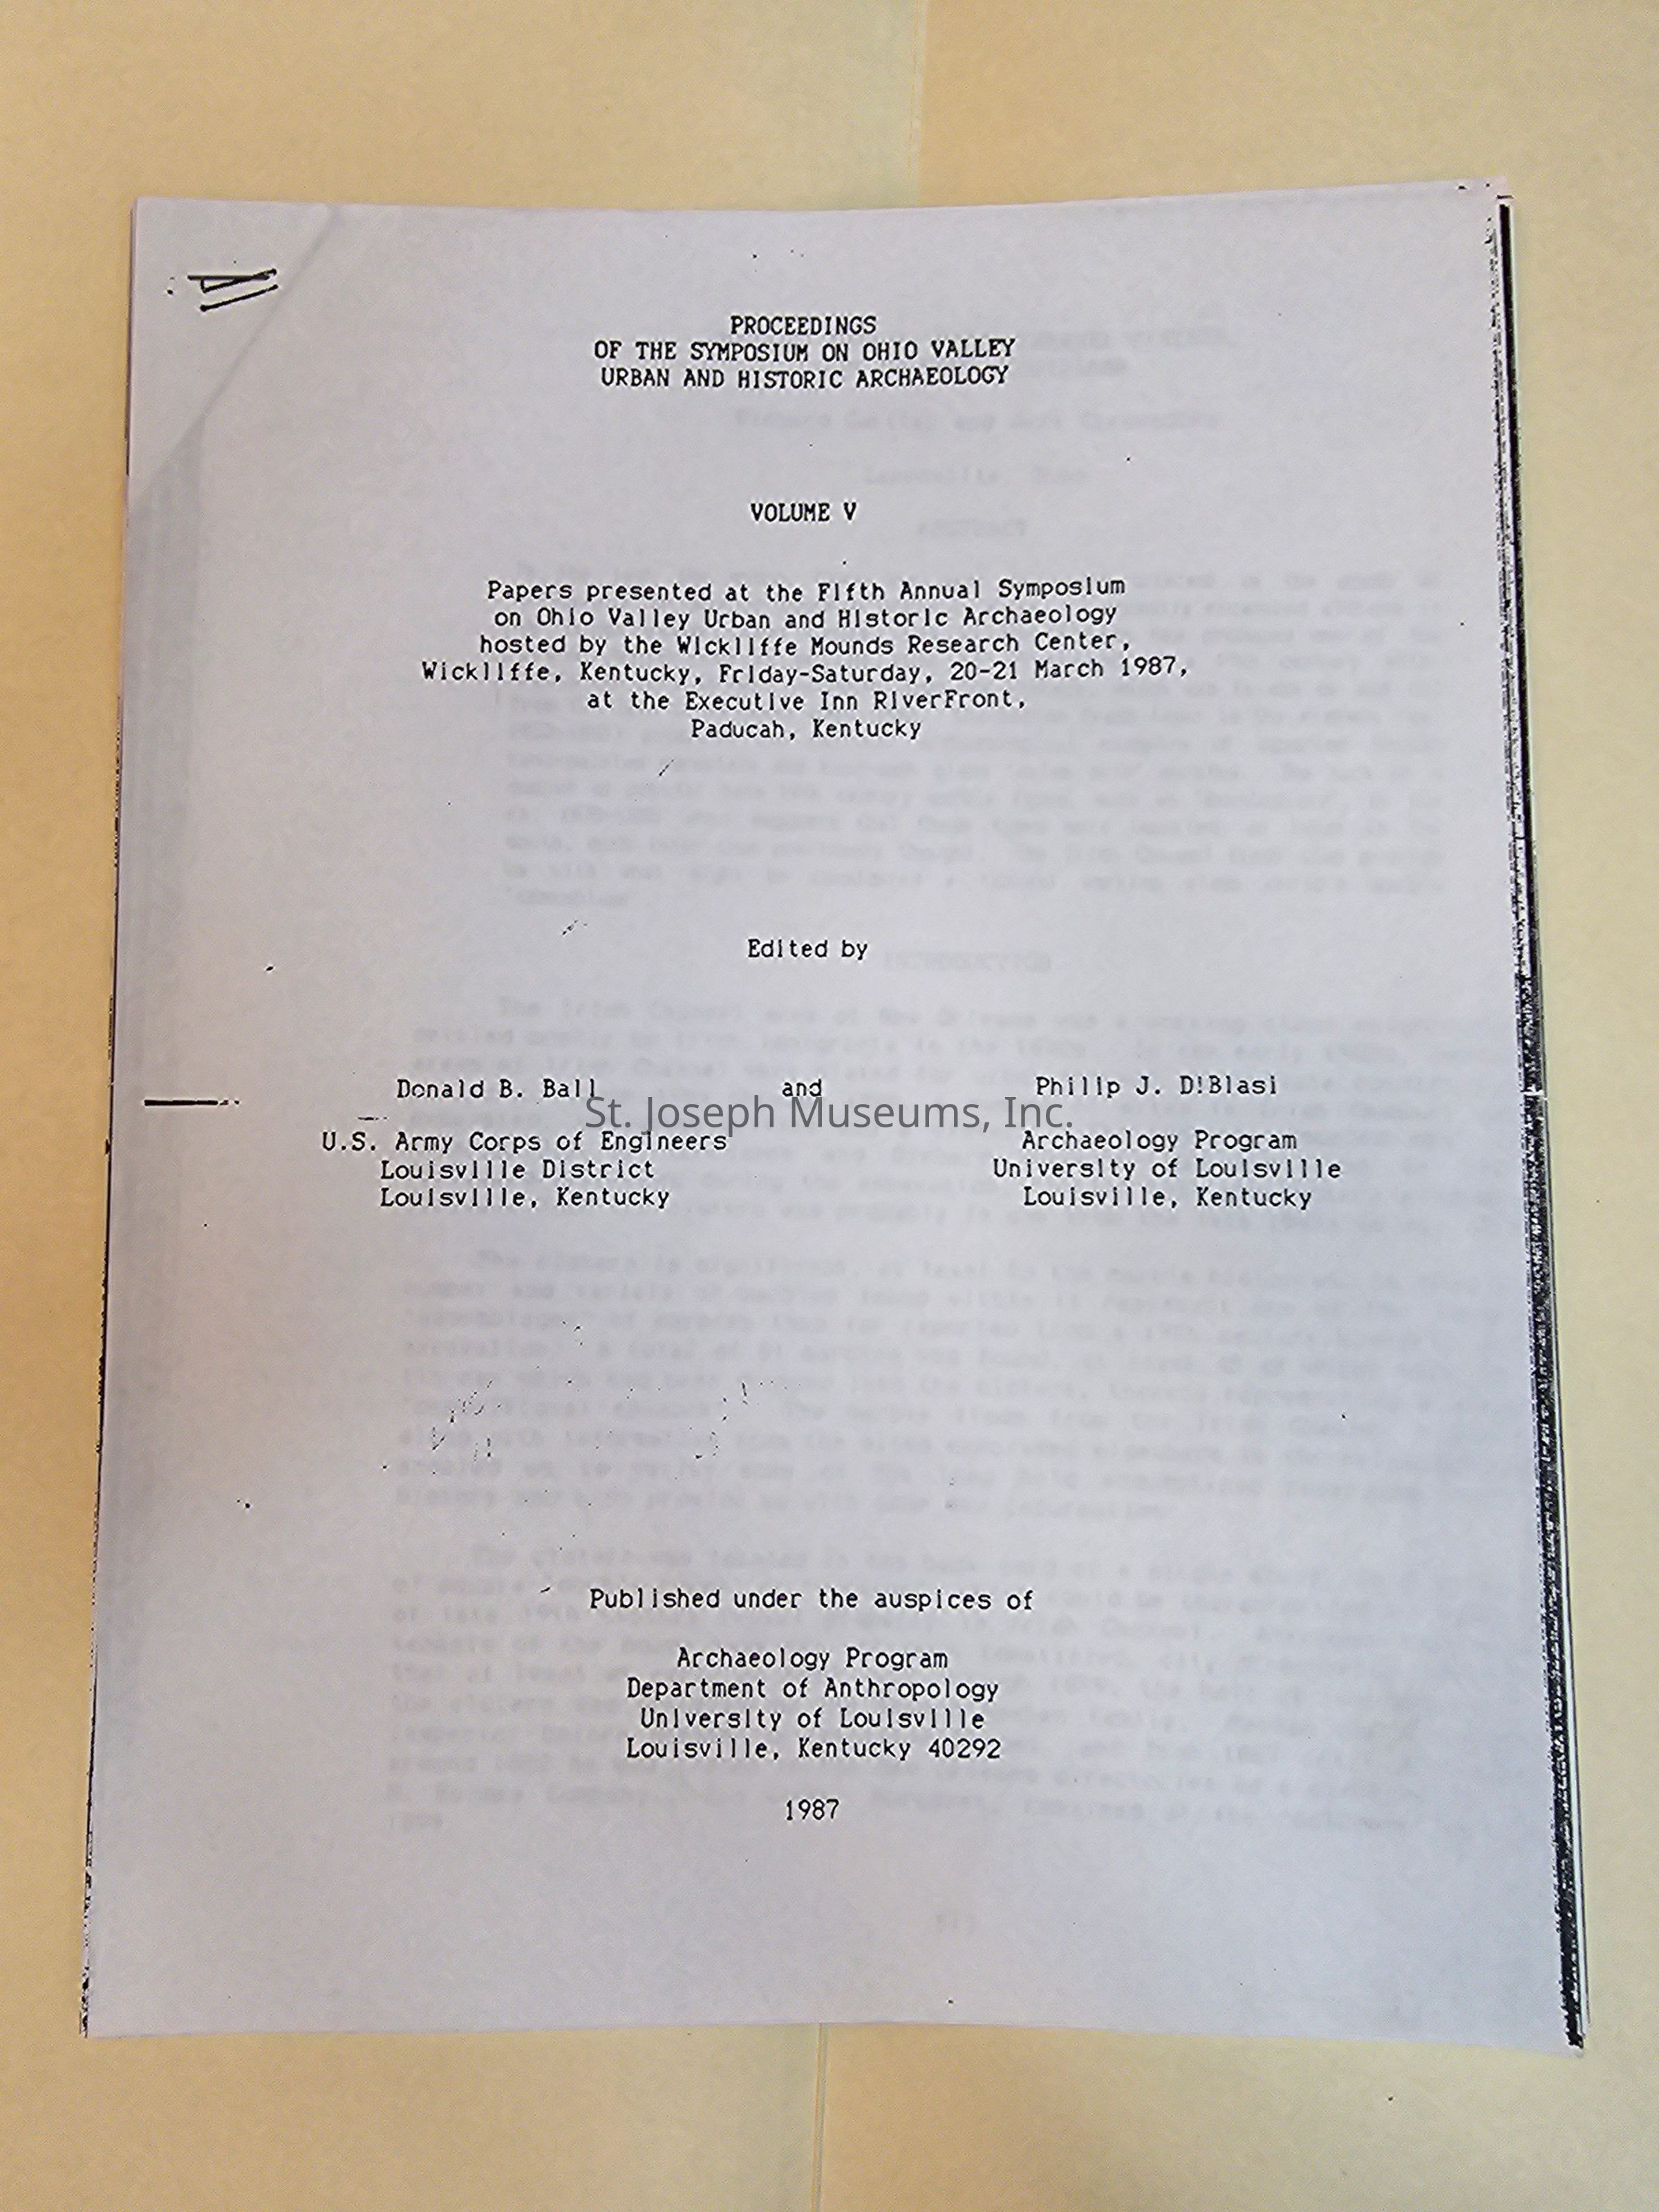 PROCEEDINGS
OF THE SYMPOSIUM ON OHIO VALLEY
URBAN AND HISTORIC ARCHAEOLOGY
VOLUME V
Papers presented at the Fifth Annual Symposium
on Ohio Valley Urban and Historic Archaeology
hosted by the Wickliffe Mounds Research Center,
Wickliffe, Kentucky, Friday-Saturday, 20-21 March 1987,
at the Executive Inn RiverFront,
Paducah, Kentucky
Edited by
Donald B. Ball and Philip J. DiBlasi
St. Joseph Museums, Inc.
U.S. Army Corps of Engineers Archaeology Program
Louisville District University of Louisville
Louisville, Kentucky Louisville, Kentucky
Published under the auspices of
Archaeology Program
Department of Anthropology
University of Louisville
Louisville, Kentucky 40292
1987